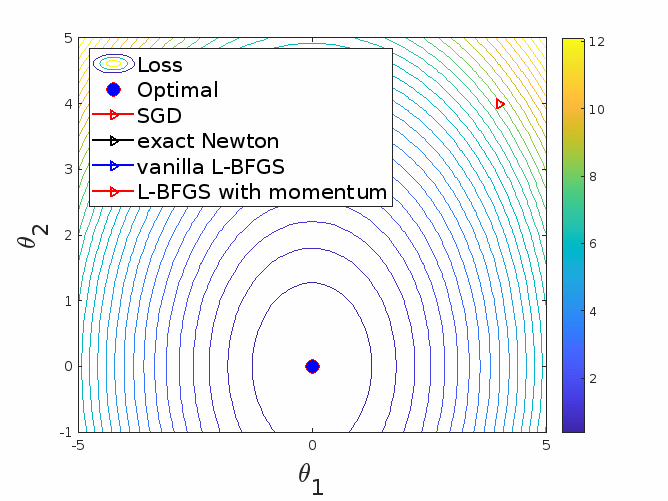 5
4
3
2
1
0
-1
-5
0
5
θ2
θ1
Loss
Optimal
SGD
exact Newton
vanilla L-BFGS
L-BFGS with momentum
12
10
8
6
4
2